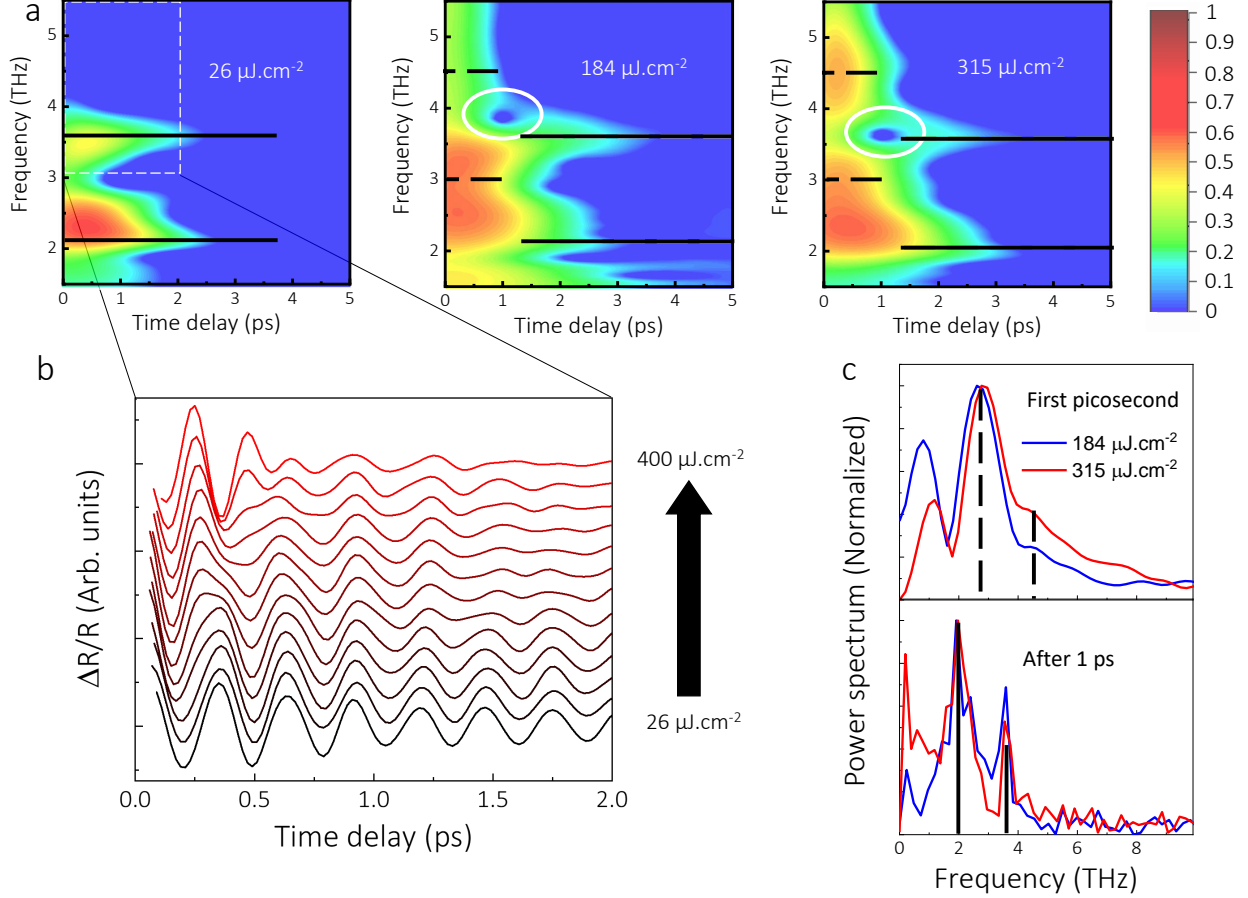 a
26 μJ.cm-2
184 μJ.cm-2
315 μJ.cm-2
Frequency (THz)
5
4
3
2
0 1 2 3 4 5
Time delay (ps)
Frequency (THz)
5
4
3
2
0 1 2 3 4 5
Time delay (ps)
Frequency (THz)
5
4
3
2
0 1 2 3 4 5
Time delay (ps)
1
0.9
0.8
0.7
0.6
0.5
0.4
0.3
0.2
0.1
0
b
ΔR/R (Arb. units)
400 μJ.cm-2
26 μJ.cm-2
0.0 0.5 1.0 1.5 2.0
Time delay (ps)
c
Power spectrum (Normalized)
First picosecond
184 μJ.cm-2
315 μJ.cm-2
After 1 ps
0 2 4 6 8
Frequency (THz)